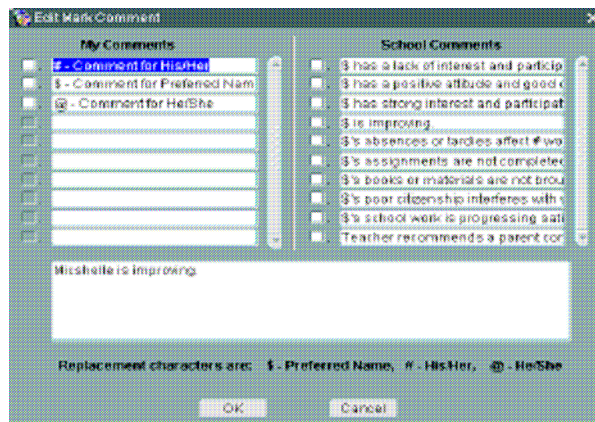 Edit Mark Comment
My Comments
# - Comment for His/Her
$ - Comment for Preferred Nam
@ - Comment for He/She
School Comments
$ has a lack of interest and particip
$ has a positive attitude and good
$ has strong interest and participat
$ is improving
$'s absences or tardies affect # wo
$'s assignments are not completed
$'s books or materials are not brou
$'s poor citizenship interferes with
$'s school work is progressing sati
Teacher recommends a parent con
is improving.
Replacement characters are: $ - Preferred Name, # - His/Her, @ - He/She
OK
Cancel